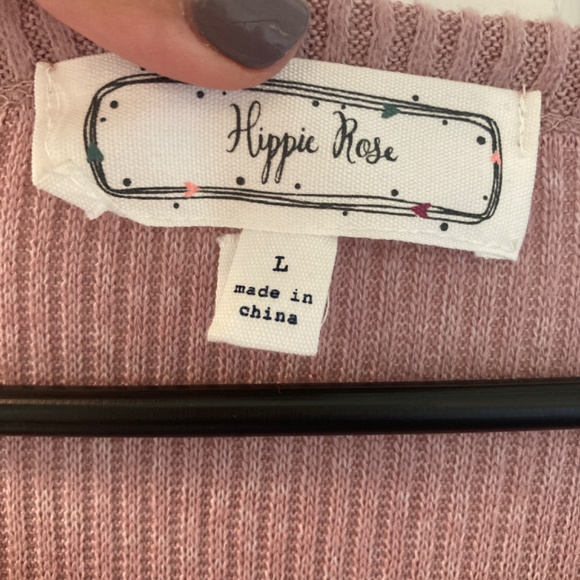 Hippie Rose
L
made in
china